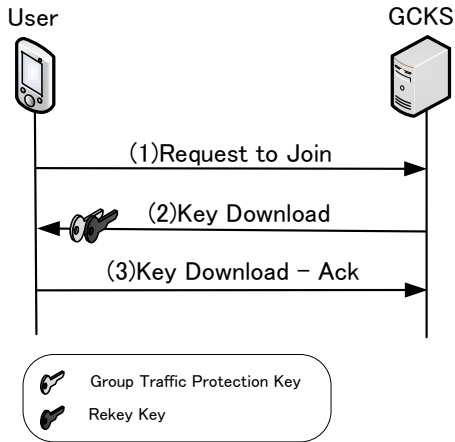 User
GCKS
(1)Request to Join
(2)Key Download
(3)Key Download - Ack
Group Traffic Protection Key
Rekey Key